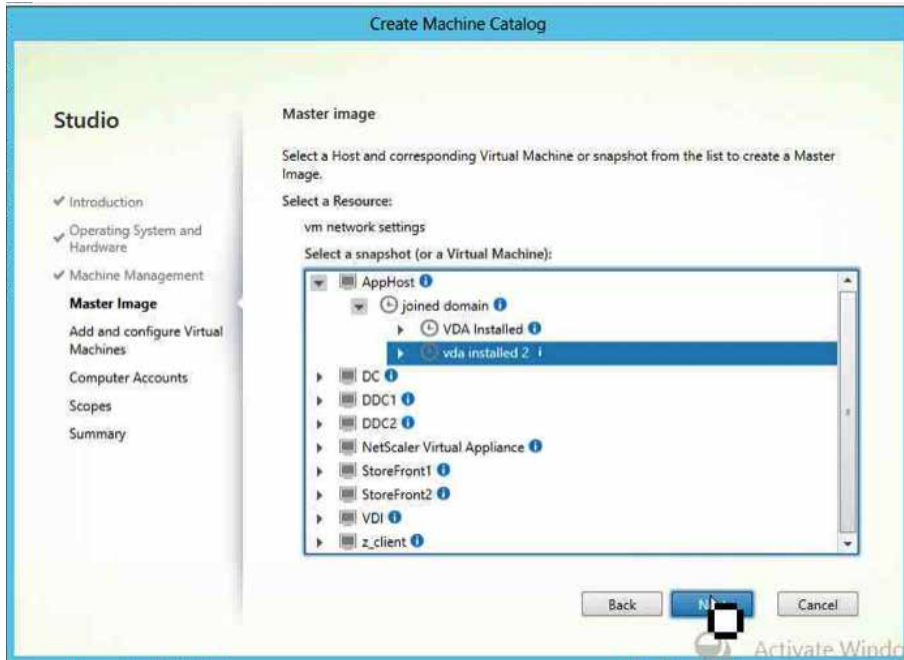 Create Machine Catalog
Studio
Introduction
Operating System and
Hardware
Machine Management
Master Image
Add and configure Virtual
Machines
Computer Accounts
Scopes
Summary
Master image
Select a Host and corresponding Virtual Machine or snapshot from the list to create a Master
Image.
Select a Resource:
vm network settings
Select a snapshot (or a Virtual Machine):
AppHost
joined domain
VDA Installed
vda installed 2
DC
DDC1
DDC2
NetScaler Virtual Appliance
StoreFront1
StoreFront2
VDI
z_client
Back
Cancel
Activate Windo